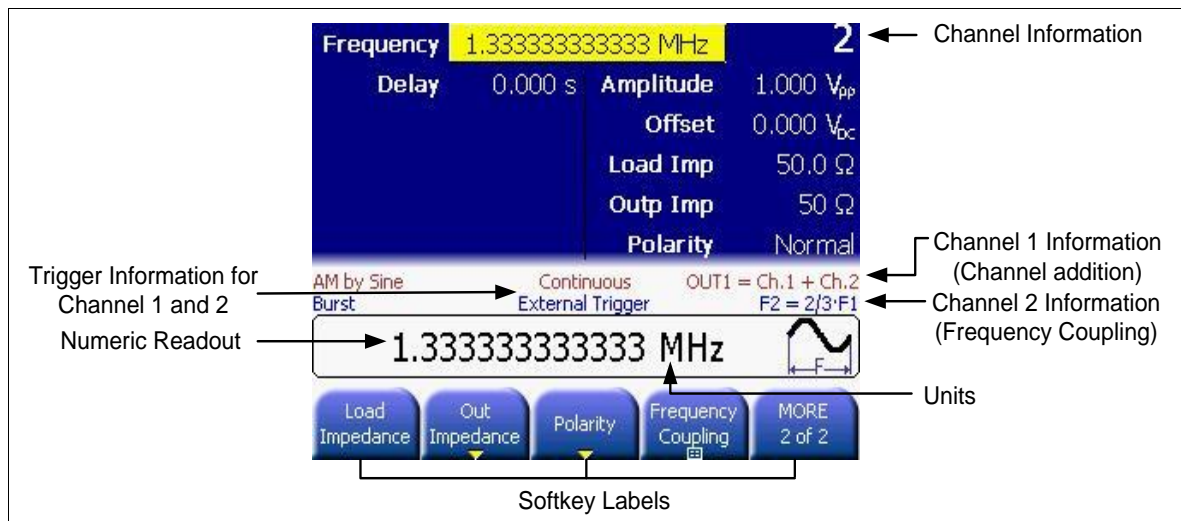 Frequency 1.333333333333 MHz 2 Channel Information
Delay 0.000 s Amplitude 1.000 Vpp
Offset 0.000 VDC
Load Imp 50.0 Ω
Outp Imp 50 Ω
Polarity Normal
Channel 1 Information
(Channel addition)
Trigger Information for
Channel 1 and 2
AM by Sine Continuous OUT1 = Ch.1 + Ch.2
Burst External Trigger F2 = 2/3·F1
Channel 2 Information
(Frequency Coupling)
Numeric Readout
1.333333333333 MHz
F
Units
Load
Impedance
Out
Impedance
Polarity
Frequency
Coupling
MORE
2 of 2
Softkey Labels